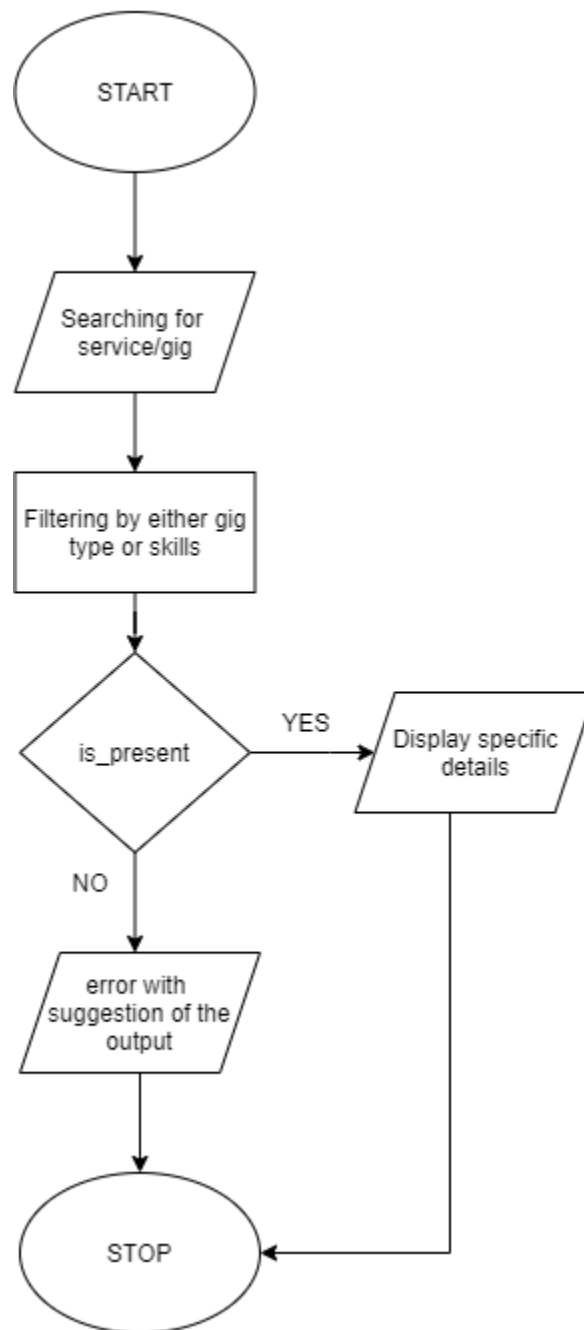 START
Searching for
service/gig
Filtering by either gig
type or skills
is_present
YES
Display specific
details
NO
error with
suggestion of the
output
STOP